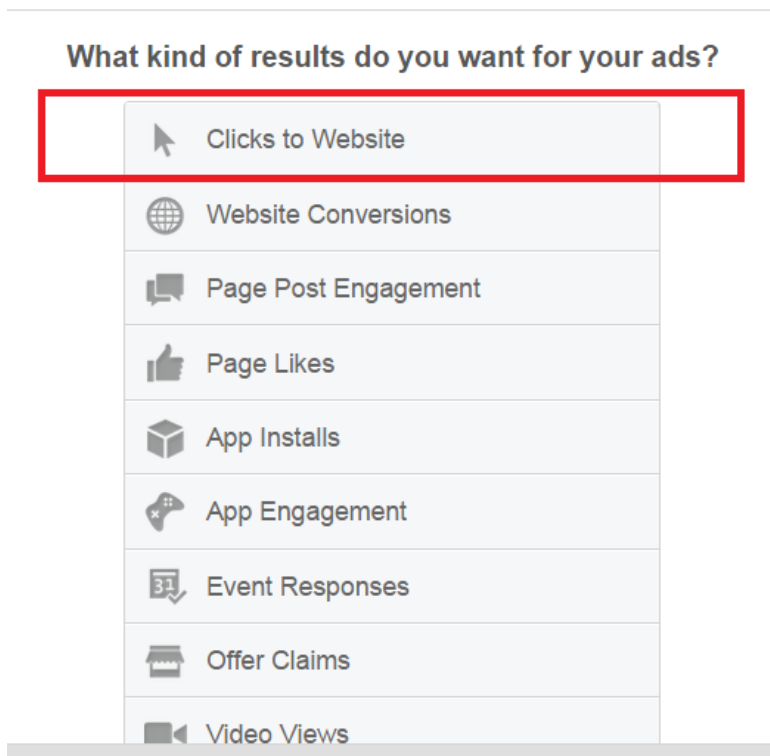 What kind of results do you want for your ads?
Clicks to Website
Website Conversions
Page Post Engagement
Page Likes
App Installs
App Engagement
31
Event Responses
Offer Claims
Video Views